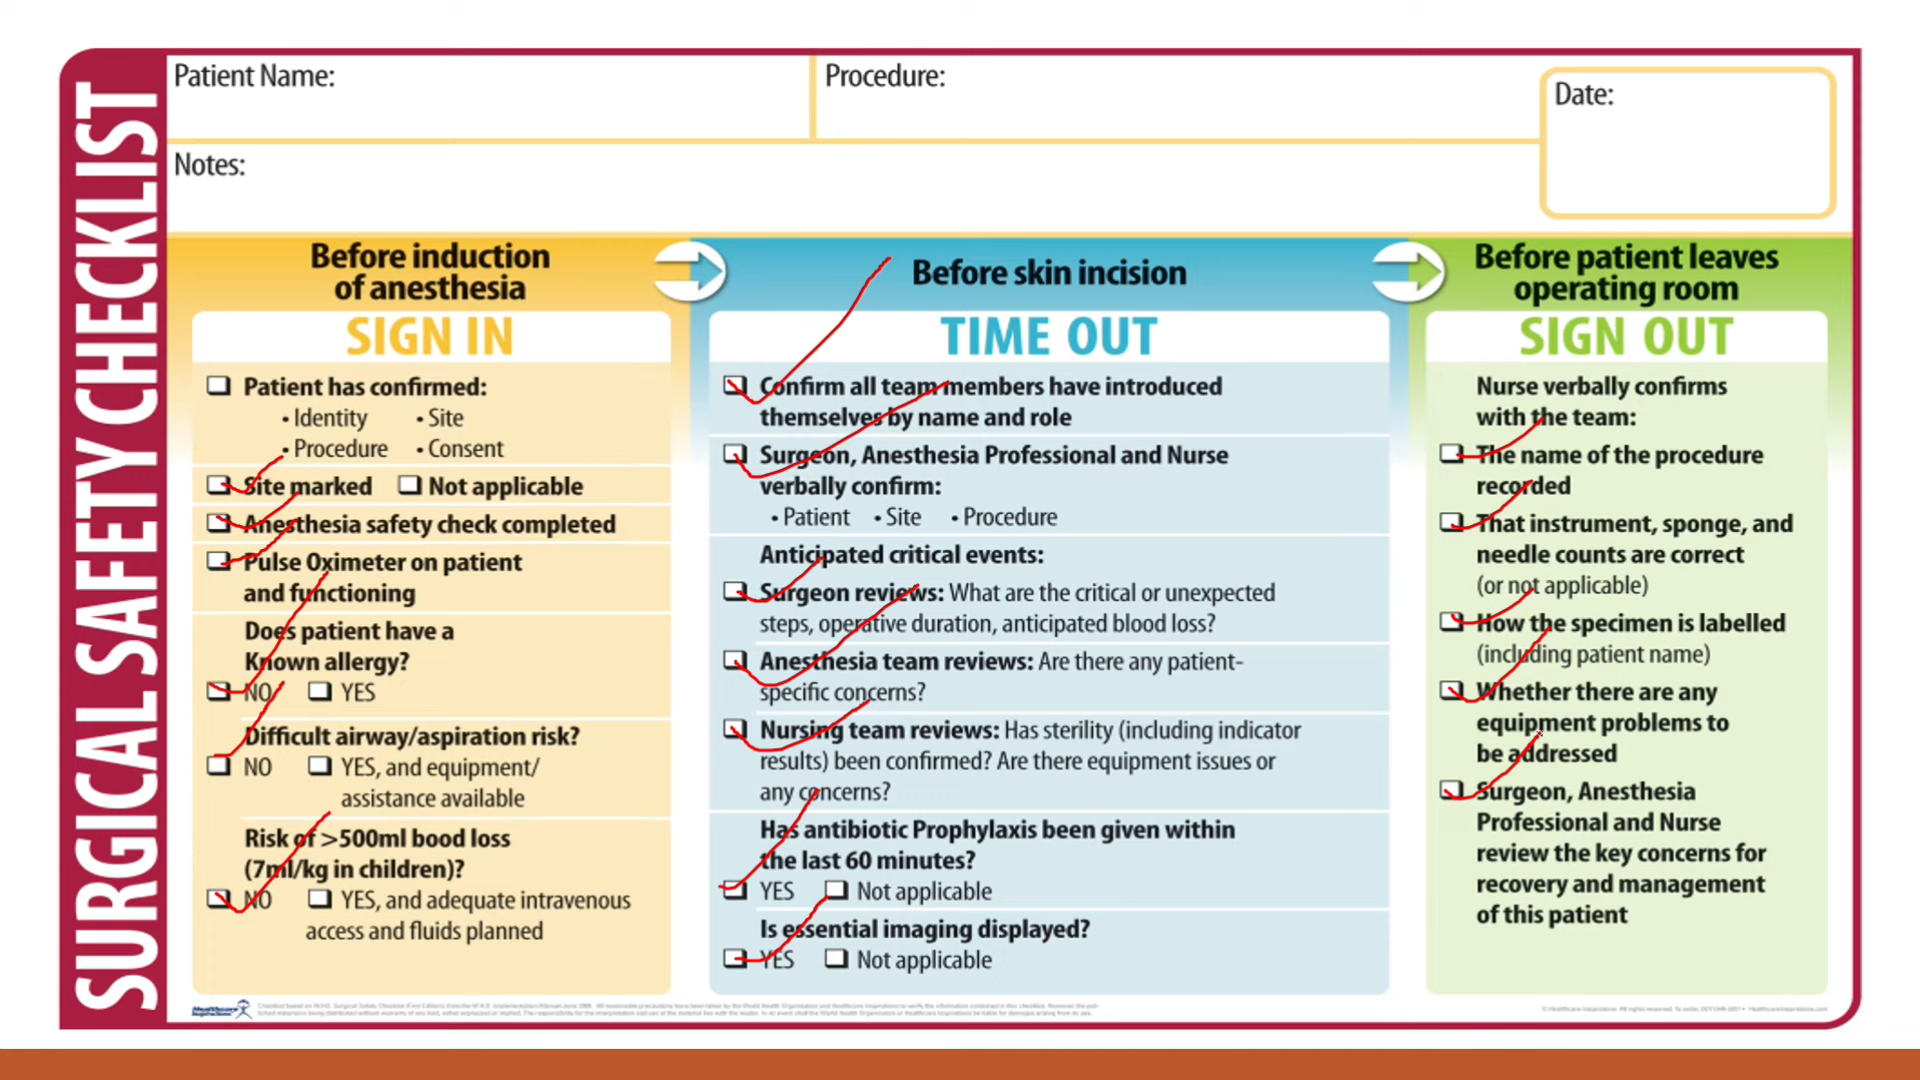 SURGICAL SAFETY CHECKLIST
Patient Name:
Procedure:
Date:
Notes:
Before induction
of anesthesia
SIGN IN
Patient has confirmed:
• Identity • Site
• Procedure • Consent
Site marked Not applicable
Anesthesia safety check completed
Pulse Oximeter on patient
and functioning
Does patient have a
Known allergy?
NO YES
Difficult airway/aspiration risk?
NO YES, and equipment/
assistance available
Risk of >500ml bood loss
(7ml/kg in children)?
NO YES, and adequate intravenous
access and fluids planned
Before skin incision
TIME OUT
Confirm all team members have introduced
themselves by name and role
Surgeon, Anesthesia Professional and Nurse
verbally confirm:
• Patient • Site • Procedure
Anticipated critical events:
Surgeon reviews: What are the critical or unexpected
steps, operative duration, anticipated blood loss?
Anesthesia team reviews: Are there any patient-
specific concerns?
Nursing team reviews: Has sterility (including indicator
results) been confirmed? Are there equipment issues or
any concerns?
Has antibiotic Prophylaxis been given within
the last 60 minutes?
YES Not applicable
Is essential imaging displayed?
YES Not applicable
Before patient leaves
operating room
SIGN OUT
Nurse verbally confirms
with the team:
The name of the procedure
recorded
That instrument, sponge, and
needle counts are correct
(or not applicable)
How the specimen is labelled
(including patient name)
Whether there are any
equipment problems to
be addressed
Surgeon, Anesthesia
Professional and Nurse
review the key concerns for
recovery and management
of this patient